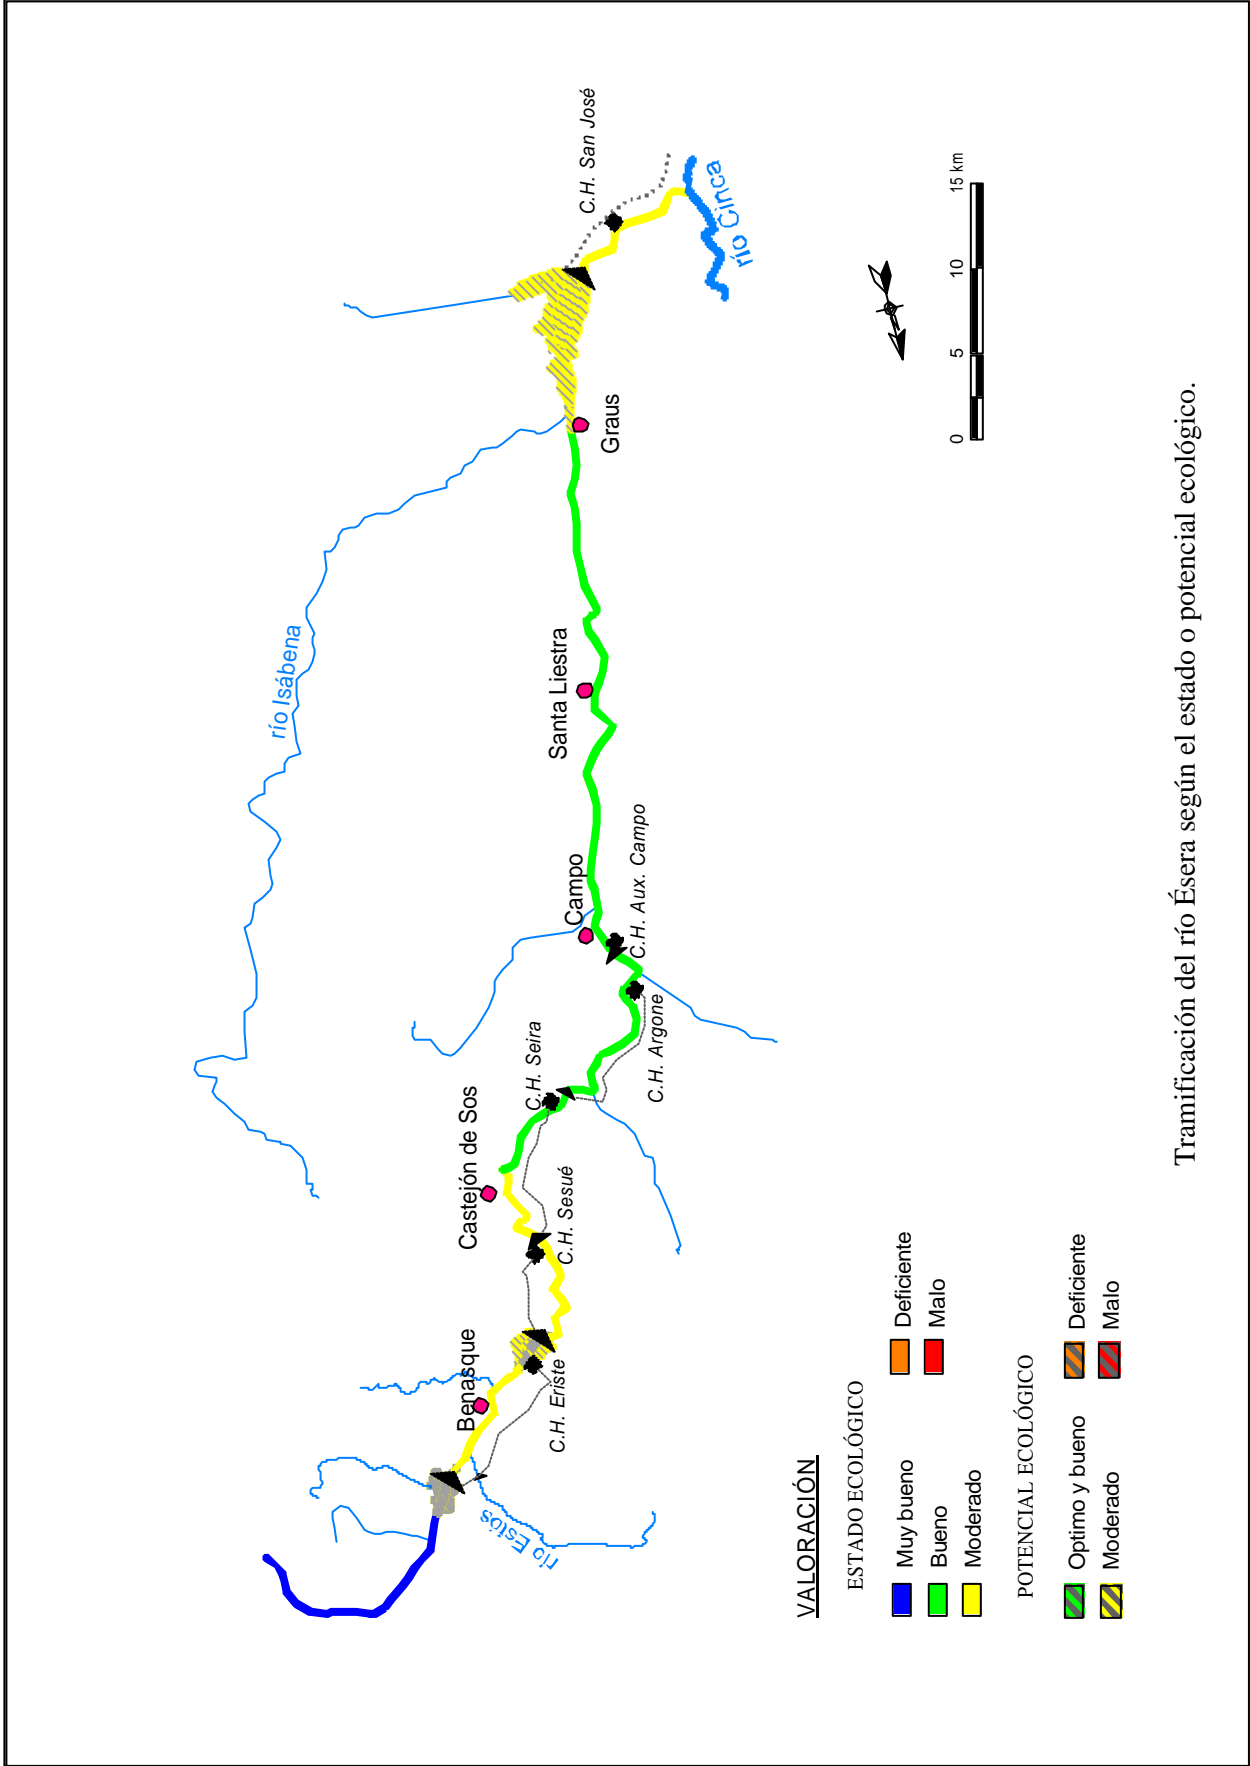 río Isábena
C.H. San José
río Cinca
Graus
Santa Liestra
Campo
C.H. Aux. Campo
C.H. Seira
C.H. Argone
Castejón de Sos
C.H. Sesué
Benasque
C.H. Eriste
río Estós
0 5 10 15 km
VALORACIÓN
ESTADO ECOLÓGICO
Muy bueno
Bueno
Moderado
Deficiente
Malo
POTENCIAL ECOLÓGICO
Optimo y bueno
Moderado
Deficiente
Malo
Tramificación del río Ésera según el estado o potencial ecológico.